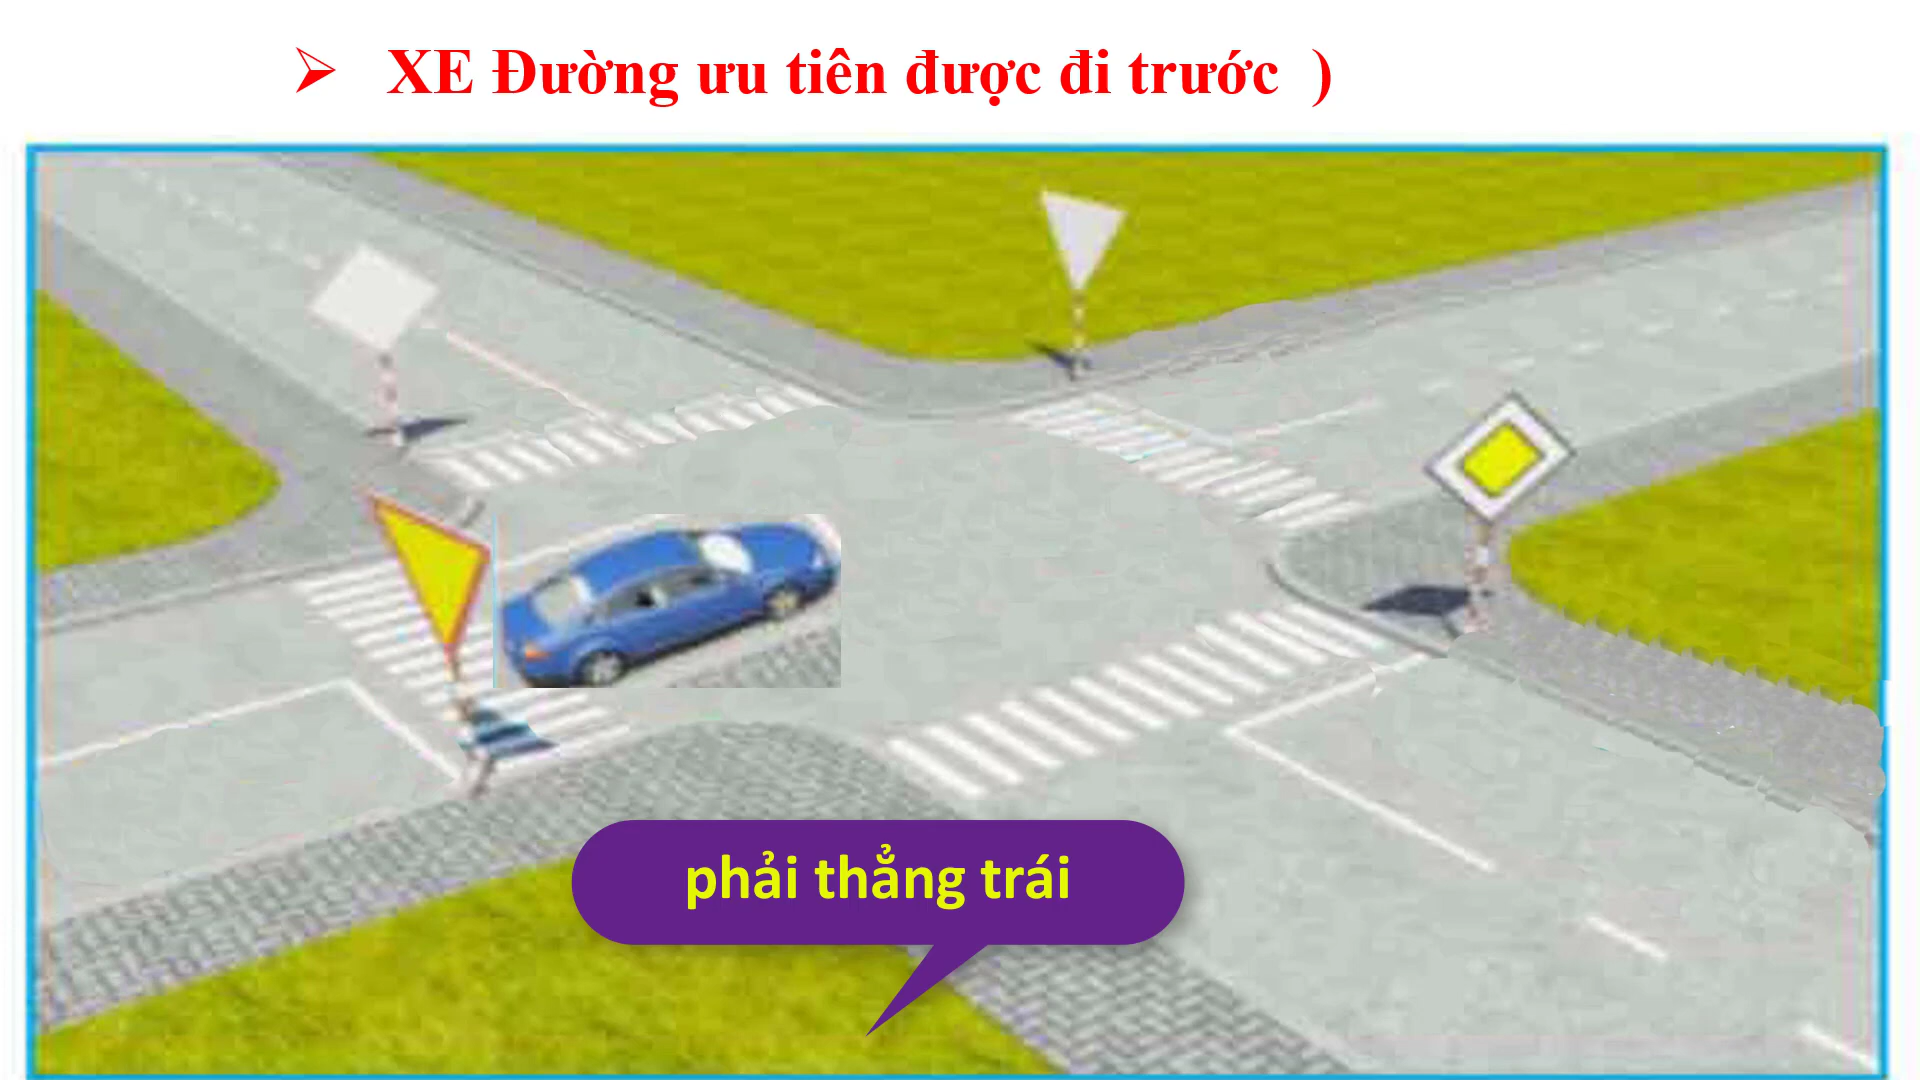 XE Đường ưu tiên được đi trước )
phải thẳng trái